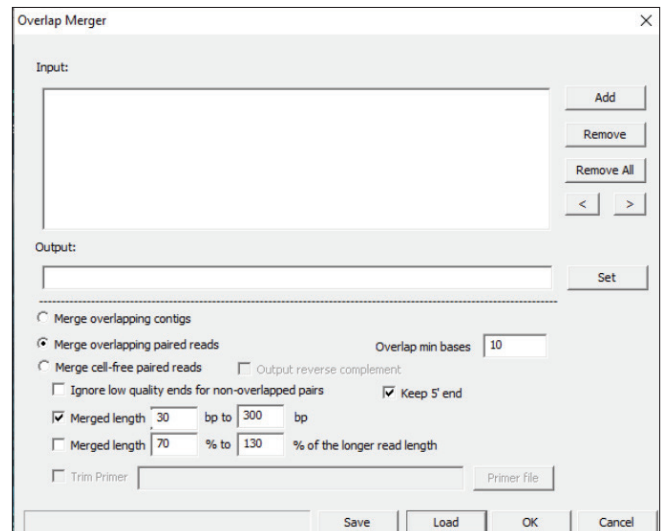 Overlap Merger
Input:
Add
Remove
Remove All
< >
Output:
Set
Merge overlapping contigs
Merge overlapping paired reads Overlap min bases 10
Merge cell-free paired reads Output reverse complement
Ignore low quality ends for non-overlapped pairs Keep 5' end
Merged length 30 bp to 300 bp
Merged length 70 % to 130 % of the longer read length
Trim Primer Primer file
Save Load OK Cancel